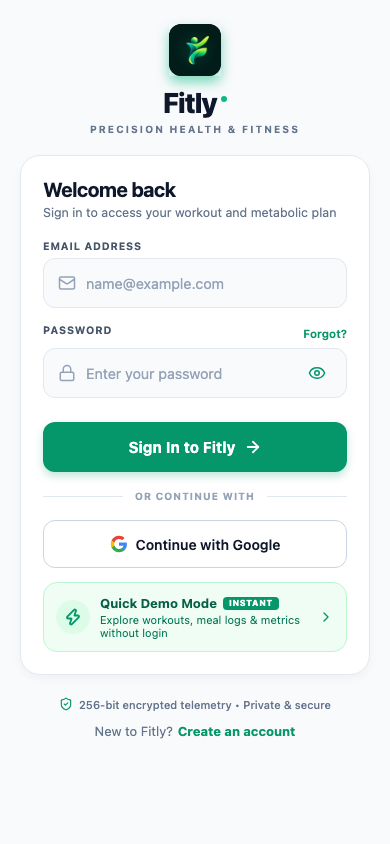 Fitly
PRECISION HEALTH & FITNESS
Welcome back
Sign in to access your workout and metabolic plan
EMAIL ADDRESS
name@example.com
PASSWORD
Forgot?
Enter your password
Sign In to Fitly →
OR CONTINUE WITH
Continue with Google
Quick Demo Mode INSTANT
Explore workouts, meal logs & metrics
without login
256-bit encrypted telemetry • Private & secure
New to Fitly? Create an account